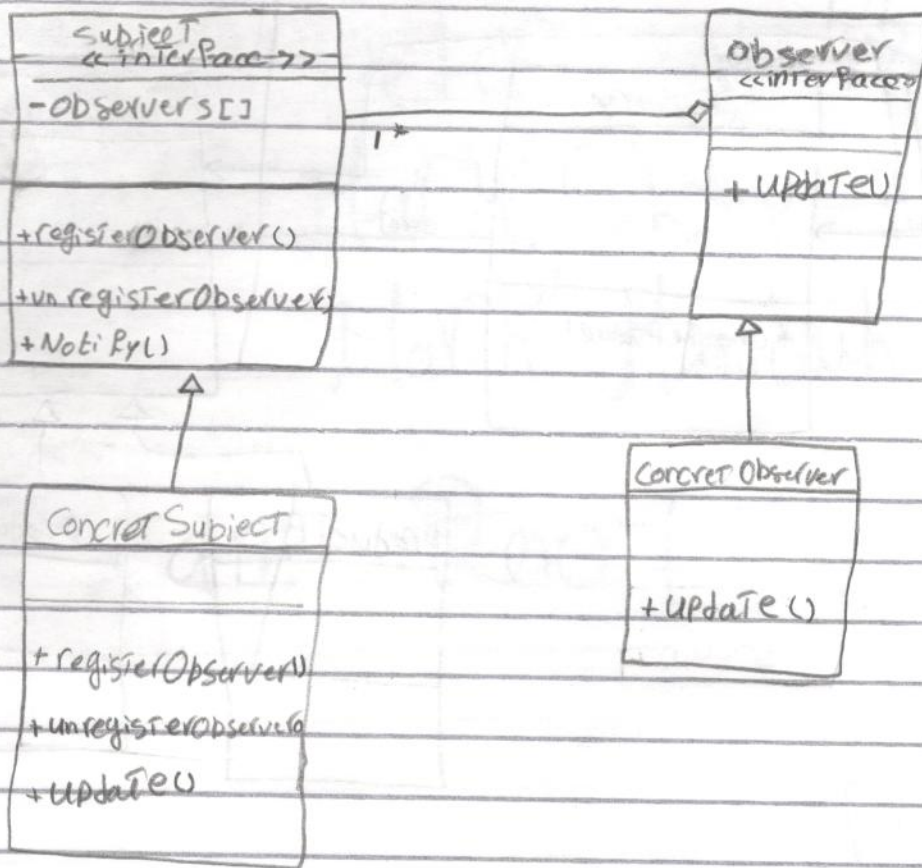 Subject
<<interface>>
-Observers[]
+registerObserver()
+unregisterObserver()
+Notify()
1*
Observer
<<interface>>
+update()
Concret Subject
+registerObserver()
+unregisterObserver()
+update()
Concret Observer
+update()